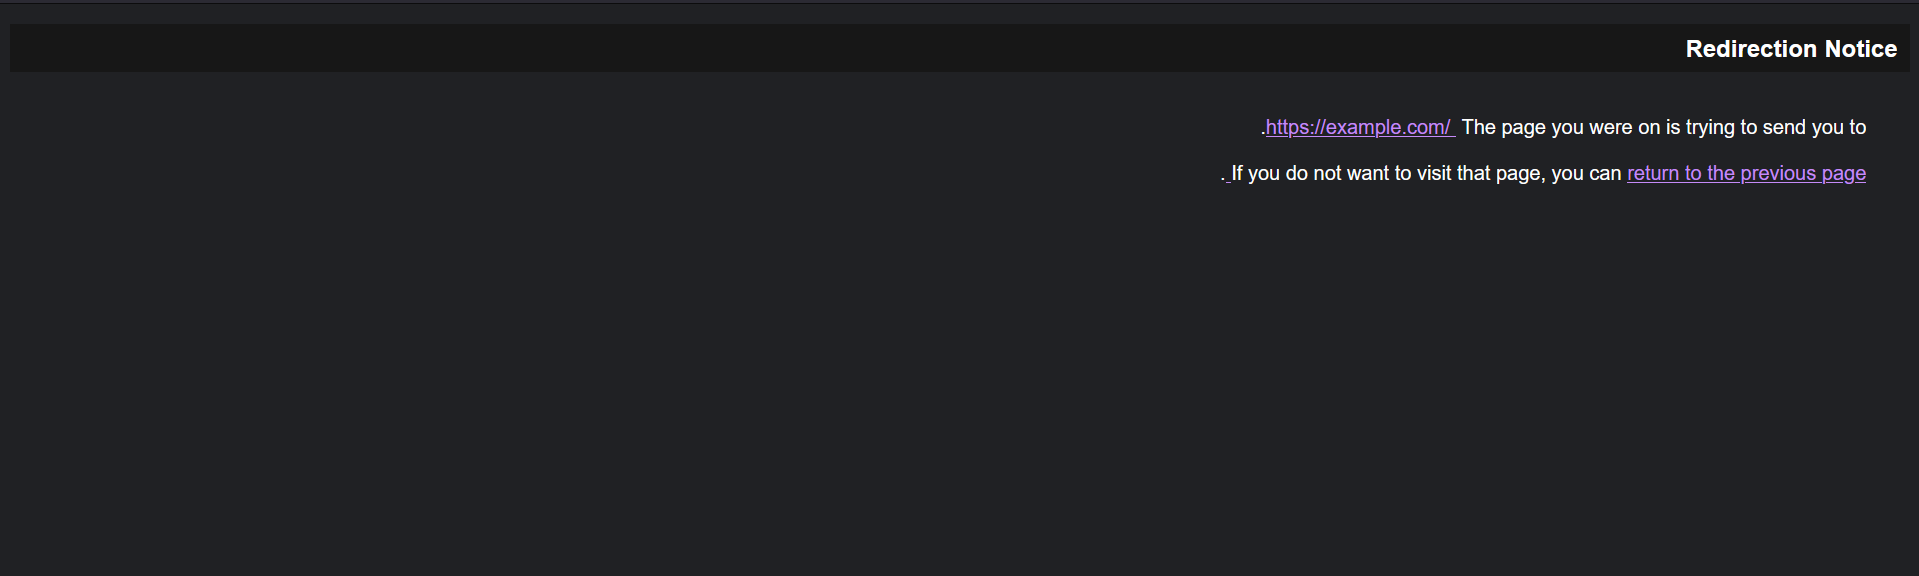 Redirection Notice
The page you were on is trying to send you to https://example.com/.
If you do not want to visit that page, you can return to the previous page.